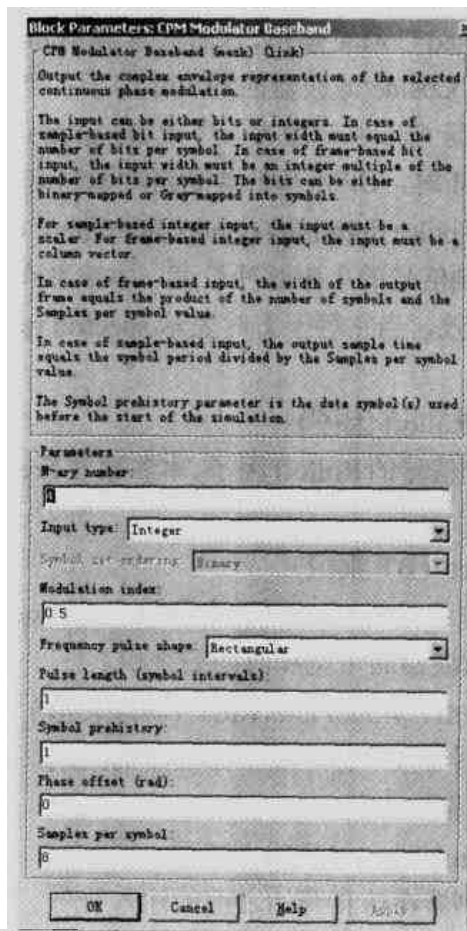 Block Parameters: CPM Modulator Baseband
CPM Modulator Baseband (mask) (link)
Output the complex envelope representation of the selected
continuous phase modulation.
The input can be either bits or integers. In case of
sample-based bit input, the input width must equal the
number of bits per symbol. In case of frame-based bit
input, the input width must be an integer multiple of the
number of bits per symbol. The bits can be either
binary-mapped or Gray-mapped into symbols.
For sample-based integer input, the input must be a
scalar. For frame-based integer input, the input must be a
column vector.
In case of frame-based input, the width of the output
frame equals the product of the number of symbols and the
Samples per symbol value.
In case of sample-based input, the output sample time
equals the symbol period divided by the Samples per symbol
value.
The Symbol prehistory parameter is the data symbol(s) used
before the start of the simulation.
Parameters
M-ary number:
Input type: Integer
Symbol set ordering: Binary
Modulation index:
0.5
Frequency pulse shape: Rectangular
Pulse length (symbol intervals):
1
Symbol prehistory:
1
Phase offset (rad):
0
Samples per symbol:
8
OK Cancel Help Apply